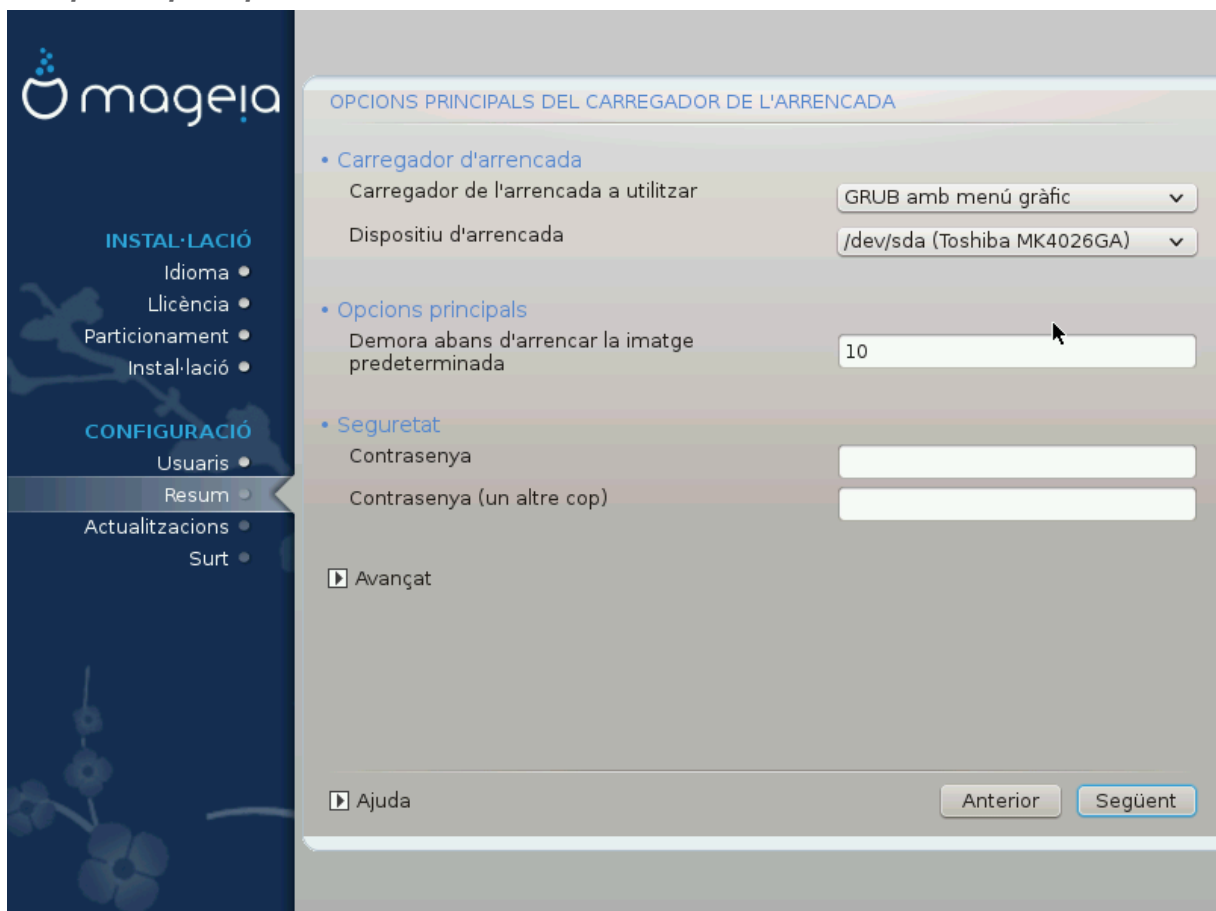 mageia
OPCIONS PRINCIPALS DEL CARREGADOR DE L'ARRENCADA
INSTAL·LACIÓ
Idioma
Llicència
Particionament
Instal·lació
CONFIGURACIÓ
Usuaris
Resum
Actualitzacions
Surt
• Carregador d'arrencada
Carregador de l'arrencada a utilitzar
GRUB amb menú gràfic
Dispositiu d'arrencada
/dev/sda (Toshiba MK4026GA)
• Opcions principals
Demora abans d'arrencar la imatge
predeterminada
10
• Seguretat
Contrasenya
Contrasenya (un altre cop)
Avançat
Ajuda
Anterior
Següent